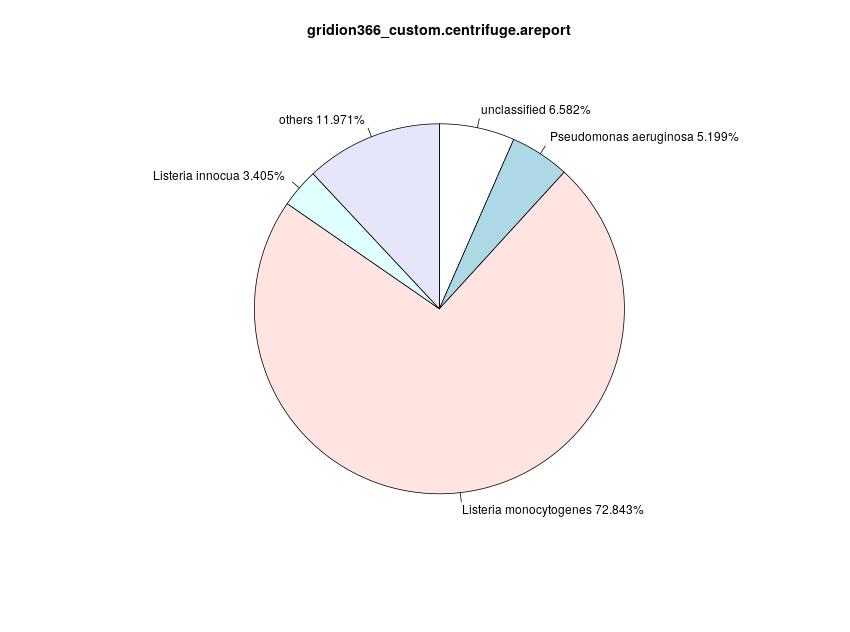 gridion366_custom.centrifuge.areport
unclassified 6.582%
others 11.971%
Pseudomonas aeruginosa 5.199%
Listeria innocua 3.405%
Listeria monocytogenes 72.843%